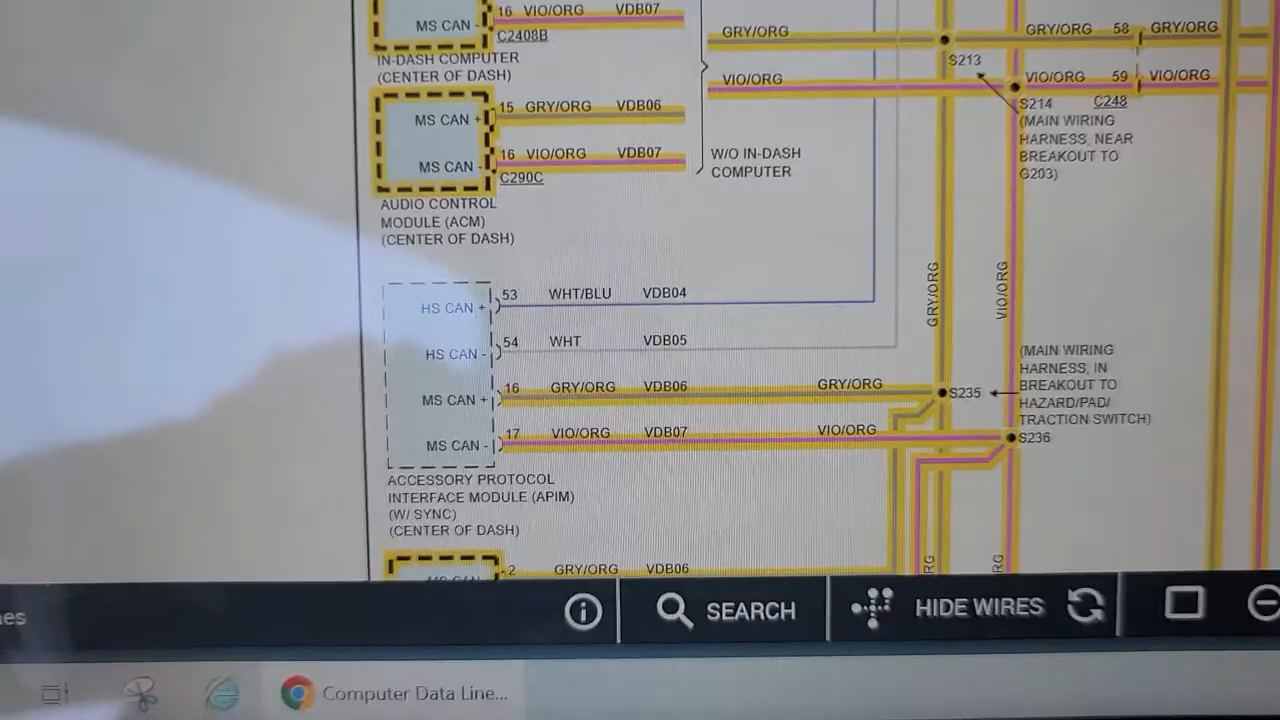 MS CAN -
16 VIO/ORG VDB07
C2408B
IN-DASH COMPUTER
(CENTER OF DASH)
MS CAN +
15 GRY/ORG VDB06
MS CAN
16 VIO/ORG VDB07
C290C
AUDIO CONTROL
MODULE (ACM)
(CENTER OF DASH)
GRY/ORG
VIO/ORG
W/O IN-DASH
COMPUTER
S213
GRY/ORG 58 GRY/ORG
VIO/ORG 59 VIO/ORG
S214 C248
(MAIN WIRING
HARNESS, NEAR
BREAKOUT TO
G203)
HS CAN +
53 WHT/BLU VDB04
HS CAN -
54 WHT VDB05
MS CAN +
16 GRY/ORG VDB06 GRY/ORG
MS CAN -
17 VIO/ORG VDB07 VIO/ORG
GRY/ORG
VIO/ORG
S235
(MAIN WIRING
HARNESS, IN
BREAKOUT TO
HAZARD/PAD/
TRACTION SWITCH)
S236
ACCESSORY PROTOCOL
INTERFACE MODULE (APIM)
(W/ SYNC)
(CENTER OF DASH)
2 GRY/ORG VDB06
RG
RG
es
SEARCH
HIDE WIRES
Computer Data Line...